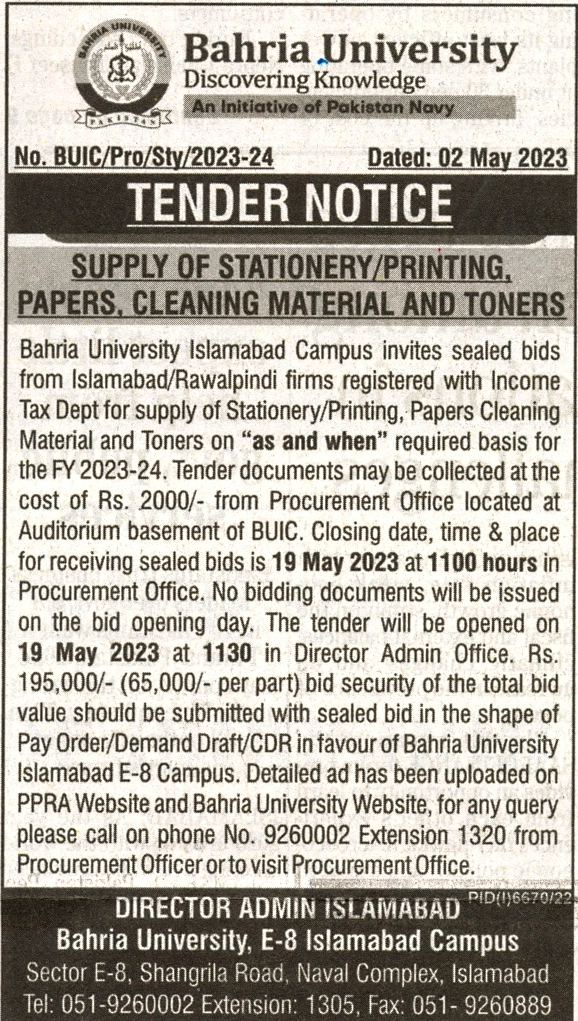 BAHRIA UNIVERSITY
PAKISTAN
Bahria University
Discovering Knowledge
An Initiative of Pakistan Navy
No. BUIC/Pro/Sty/2023-24 Dated: 02 May 2023
TENDER NOTICE
SUPPLY OF STATIONERY/PRINTING,
PAPERS, CLEANING MATERIAL AND TONERS
Bahria University Islamabad Campus invites sealed bids
from Islamabad/Rawalpindi firms registered with Income
Tax Dept for supply of Stationery/Printing, Papers Cleaning
Material and Toners on "as and when" required basis for
the FY 2023-24. Tender documents may be collected at the
cost of Rs. 2000/- from Procurement Office located at
Auditorium basement of BUIC. Closing date, time & place
for receiving sealed bids is 19 May 2023 at 1100 hours in
Procurement Office. No bidding documents will be issued
on the bid opening day. The tender will be opened on
19 May 2023 at 1130 in Director Admin Office. Rs.
195,000/- (65,000/- per part) bid security of the total bid
value should be submitted with sealed bid in the shape of
Pay Order/Demand Draft/CDR in favour of Bahria University
Islamabad E-8 Campus. Detailed ad has been uploaded on
PPRA Website and Bahria University Website, for any query
please call on phone No. 9260002 Extension 1320 from
Procurement Officer or to visit Procurement Office.
PID(I)6670/22
DIRECTOR ADMIN ISLAMABAD
Bahria University, E-8 Islamabad Campus
Sector E-8, Shangrila Road, Naval Complex, Islamabad
Tel: 051-9260002 Extension: 1305, Fax: 051- 9260889